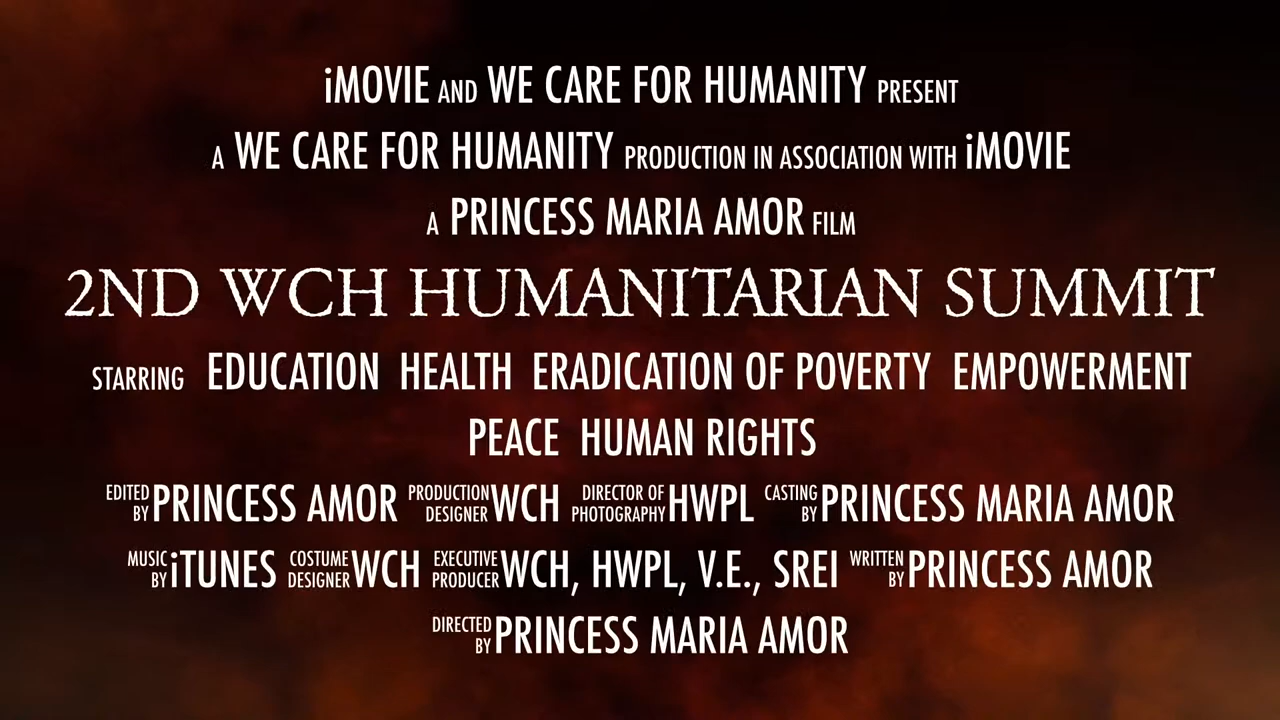 iMOVIE AND WE CARE FOR HUMANITY PRESENT
A WE CARE FOR HUMANITY PRODUCTION IN ASSOCIATION WITH iMOVIE
A PRINCESS MARIA AMOR FILM
2ND WCH HUMANITARIAN SUMMIT
STARRING EDUCATION HEALTH ERADICATION OF POVERTY EMPOWERMENT
PEACE HUMAN RIGHTS
EDITED BY PRINCESS AMOR PRODUCTION DESIGNER WCH DIRECTOR OF PHOTOGRAPHY HWPL CASTING BY PRINCESS MARIA AMOR
MUSIC BY iTUNES COSTUME DESIGNER WCH EXECUTIVE PRODUCER WCH, HWPL, V.E., SREI WRITTEN BY PRINCESS AMOR
DIRECTED BY PRINCESS MARIA AMOR